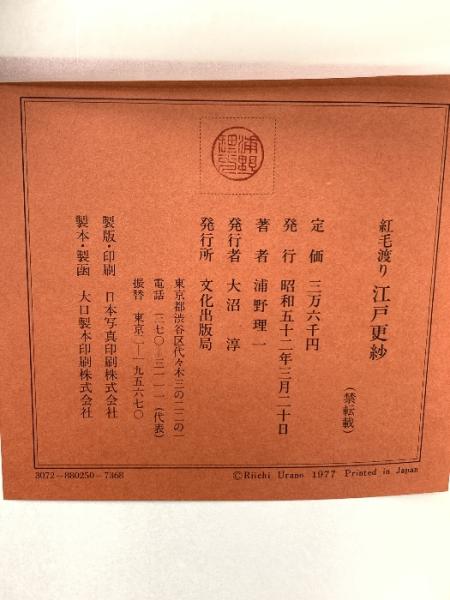 紅毛渡り 江戸更紗
(禁転載)
定価 三万六千円
発行 昭和五十二年三月二十日
著者 浦野理一
発行者 大沼淳
発行所 文化出版局
東京都渋谷区代々木三の二二の一
電話 三七〇―三一一一(代表)
振替 東京一―一九五六七〇
製版・印刷 日本写真印刷株式会社
製本・製函 大口製本印刷株式会社
浦野理一
3072-880250-7368
©Riichi Urano 1977 Printed in Japan